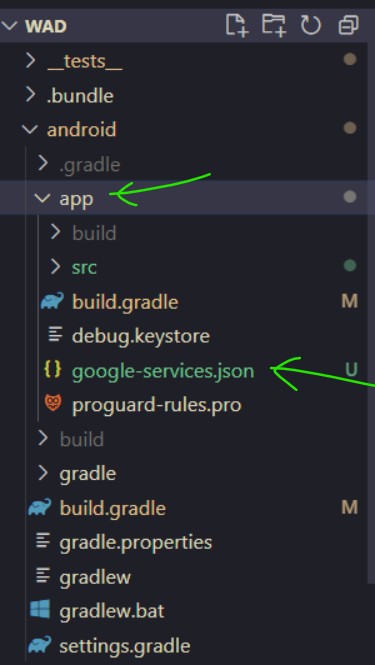 WAD
__tests__
.bundle
android
.gradle
app
build
src
build.gradle M
debug.keystore
{} google-services.json U
proguard-rules.pro
build
gradle
build.gradle M
gradle.properties
gradlew
gradlew.bat
settings.gradle